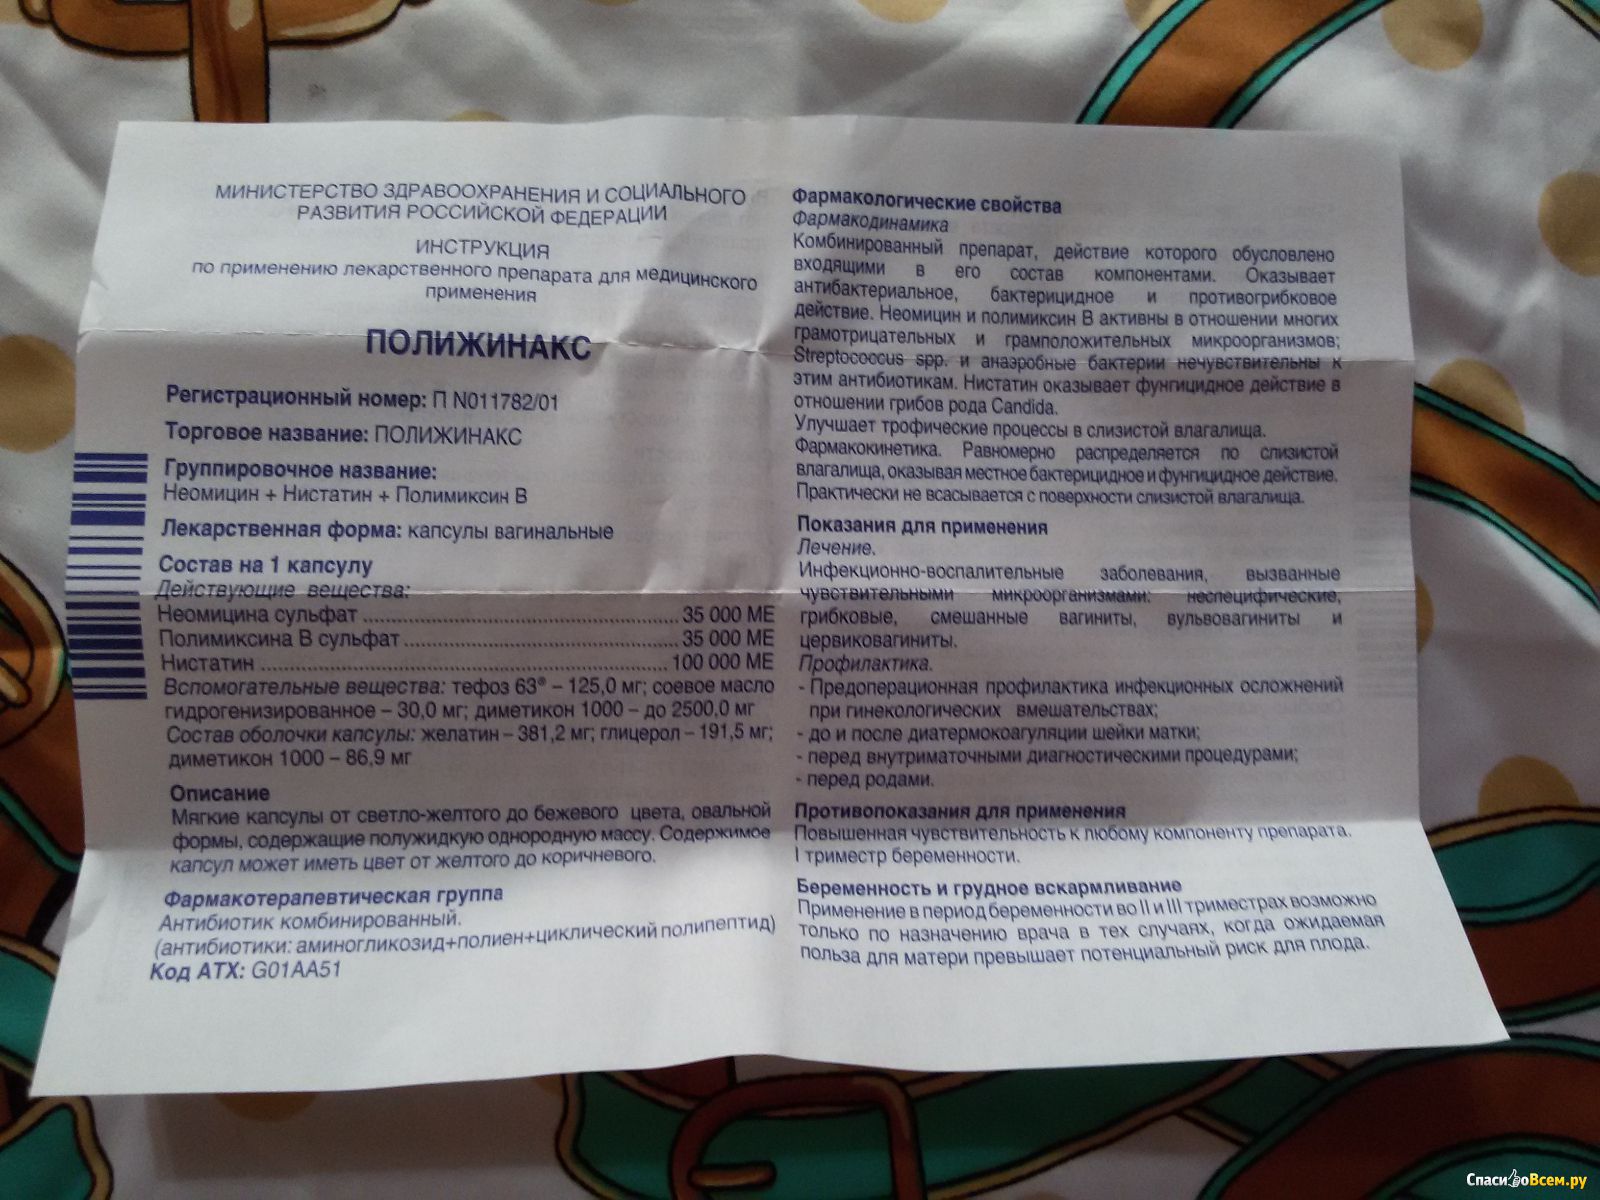 МИНИСТЕРСТВО ЗДРАВООХРАНЕНИЯ И СОЦИАЛЬНОГО
РАЗВИТИЯ РОССИЙСКОЙ ФЕДЕРАЦИИ
ИНСТРУКЦИЯ
по применению лекарственного препарата для медицинского
применения
ПОЛИЖИНАКС
Регистрационный номер: П N011782/01
Торговое название: ПОЛИЖИНАКС
Группировочное название:
Неомицин + Нистатин + Полимиксин В
Лекарственная форма: капсулы вагинальные
Состав на 1 капсулу
Действующие вещества:
Неомицина сульфат ........ 35 000 МЕ
Полимиксина В сульфат ........ 35 000 МЕ
Нистатин ........ 100 000 МЕ
Вспомогательные вещества: тефоз 63® – 125,0 мг; соевое масло
гидрогенизированное – 30,0 мг; диметикон 1000 – до 2500,0 мг
Состав оболочки капсулы: желатин – 381,2 мг; глицерол – 191,5 мг;
диметикон 1000 – 86,9 мг
Описание
Мягкие капсулы от светло-желтого до бежевого цвета, овальной
формы, содержащие полужидкую однородную массу. Содержимое
капсул может иметь цвет от желтого до коричневого.
Фармакотерапевтическая группа
Антибиотик комбинированный.
(антибиотики: аминогликозид+полиен+циклический полипептид)
Код АТХ: G01AA51
Фармакологические свойства
Фармакодинамика
Комбинированный препарат, действие которого обусловлено
входящими в его состав компонентами. Оказывает
антибактериальное, бактерицидное и противогрибковое
действие. Неомицин и полимиксин В активны в отношении многих
грамотрицательных и грамположительных микроорганизмов;
Streptococcus spp. и анаэробные бактерии нечувствительны к
этим антибиотикам. Нистатин оказывает фунгицидное действие в
отношении грибов рода Candida.
Улучшает трофические процессы в слизистой влагалища.
Фармакокинетика. Равномерно распределяется по слизистой
влагалища, оказывая местное бактерицидное и фунгицидное действие.
Практически не всасывается с поверхности слизистой влагалища.
Показания для применения
Лечение.
Инфекционно-воспалительные заболевания, вызванные
чувствительными микроорганизмами: неспецифические,
грибковые, смешанные вагиниты, вульвовагиниты и
цервиковагиниты.
Профилактика.
- Предоперационная профилактика инфекционных осложнений
при гинекологических вмешательствах;
- до и после диатермокоагуляции шейки матки;
- перед внутриматочными диагностическими процедурами;
- перед родами.
Противопоказания для применения
Повышенная чувствительность к любому компоненту препарата.
I триместр беременности.
Беременность и грудное вскармливание
Применение в период беременности во II и III триместрах возможно
только по назначению врача в тех случаях, когда ожидаемая
польза для матери превышает потенциальный риск для плода.
СпасибоВсем.ру